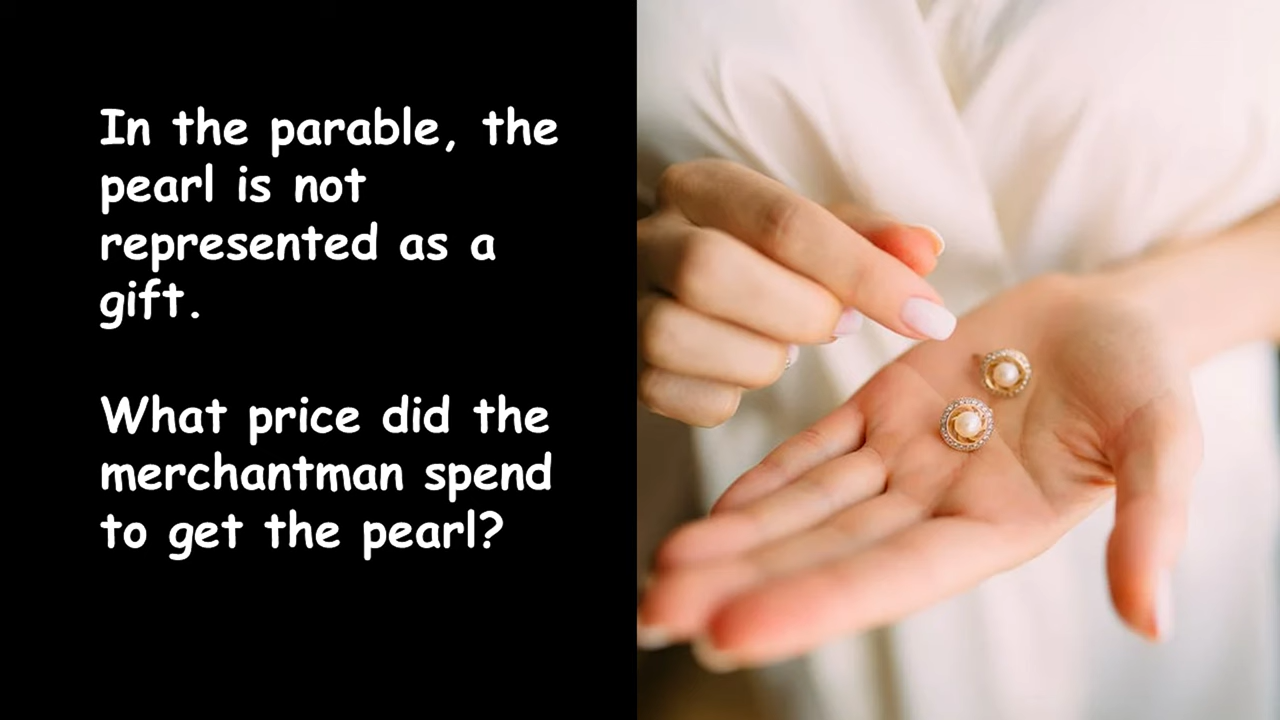 In the parable, the
pearl is not
represented as a
gift.
What price did the
merchantman spend
to get the pearl?